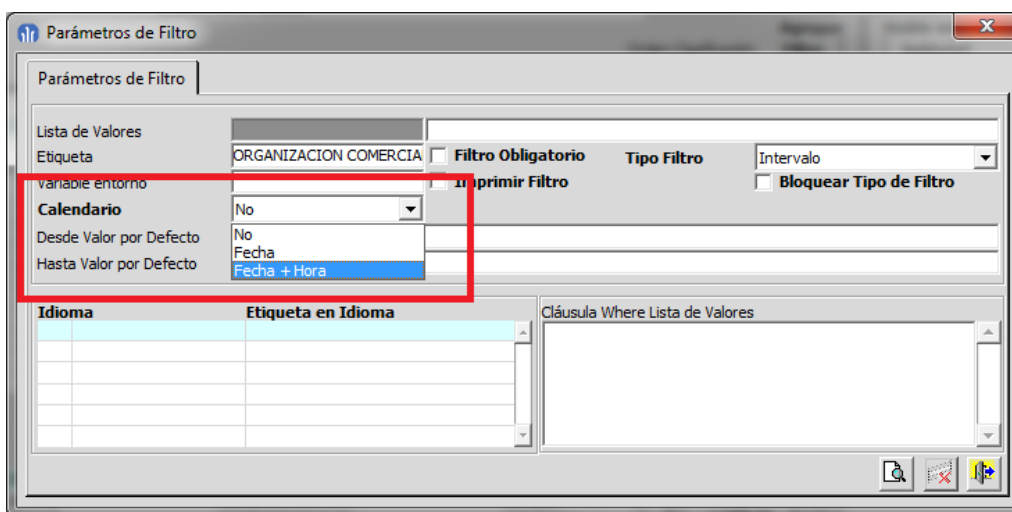 Parámetros de Filtro
Parámetros de Filtro
Lista de Valores
Etiqueta ORGANIZACION COMERCIA Filtro Obligatorio Tipo Filtro Intervalo
Variable entorno Imprimir Filtro Bloquear Tipo de Filtro
Calendario No
Desde Valor por Defecto No
Fecha
Hasta Valor por Defecto Fecha + Hora
Idioma Etiqueta en Idioma Cláusula Where Lista de Valores